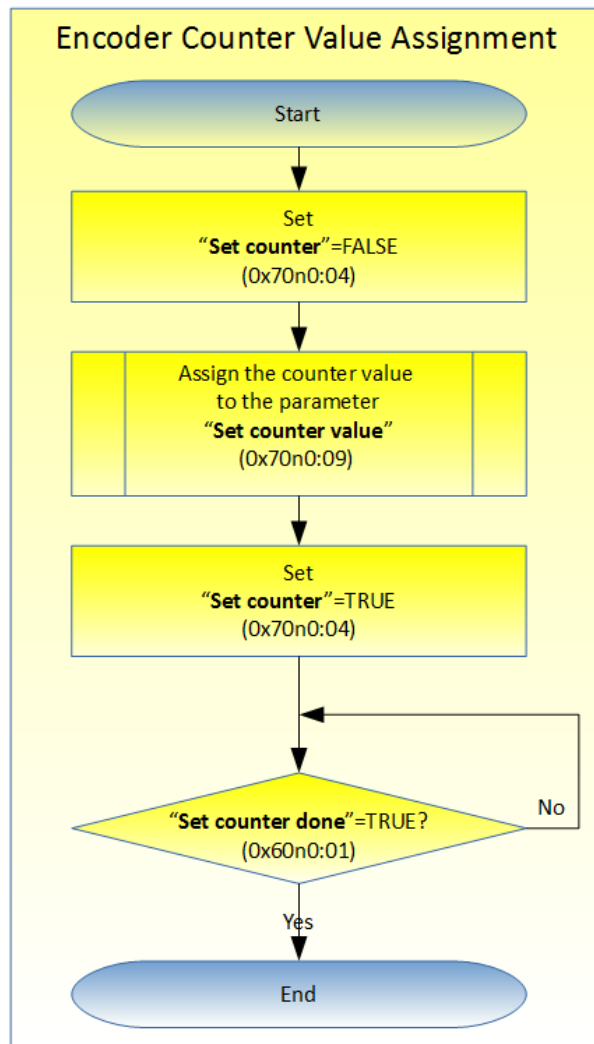 Encoder Counter Value Assignment
Start
Set
“Set counter”=FALSE
(0x70n0:04)
Assign the counter value
to the parameter
“Set counter value”
(0x70n0:09)
Set
“Set counter”=TRUE
(0x70n0:04)
“Set counter done”=TRUE?
(0x60n0:01)
No
Yes
End